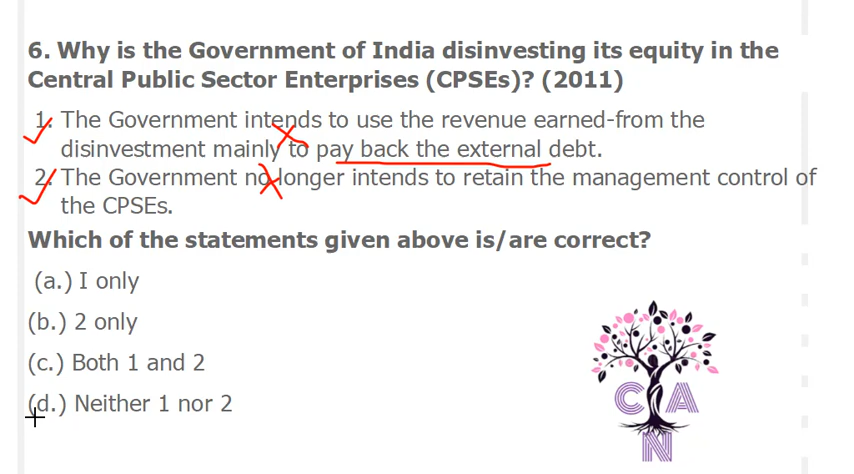 6. Why is the Government of India disinvesting its equity in the
Central Public Sector Enterprises (CPSEs)? (2011)
1. The Government intends to use the revenue earned-from the
disinvestment mainly to pay back the external debt.
2. The Government no longer intends to retain the management control of
the CPSEs.
Which of the statements given above is/are correct?
(a.) I only
(b.) 2 only
(c.) Both 1 and 2
(d.) Neither 1 nor 2
CAN